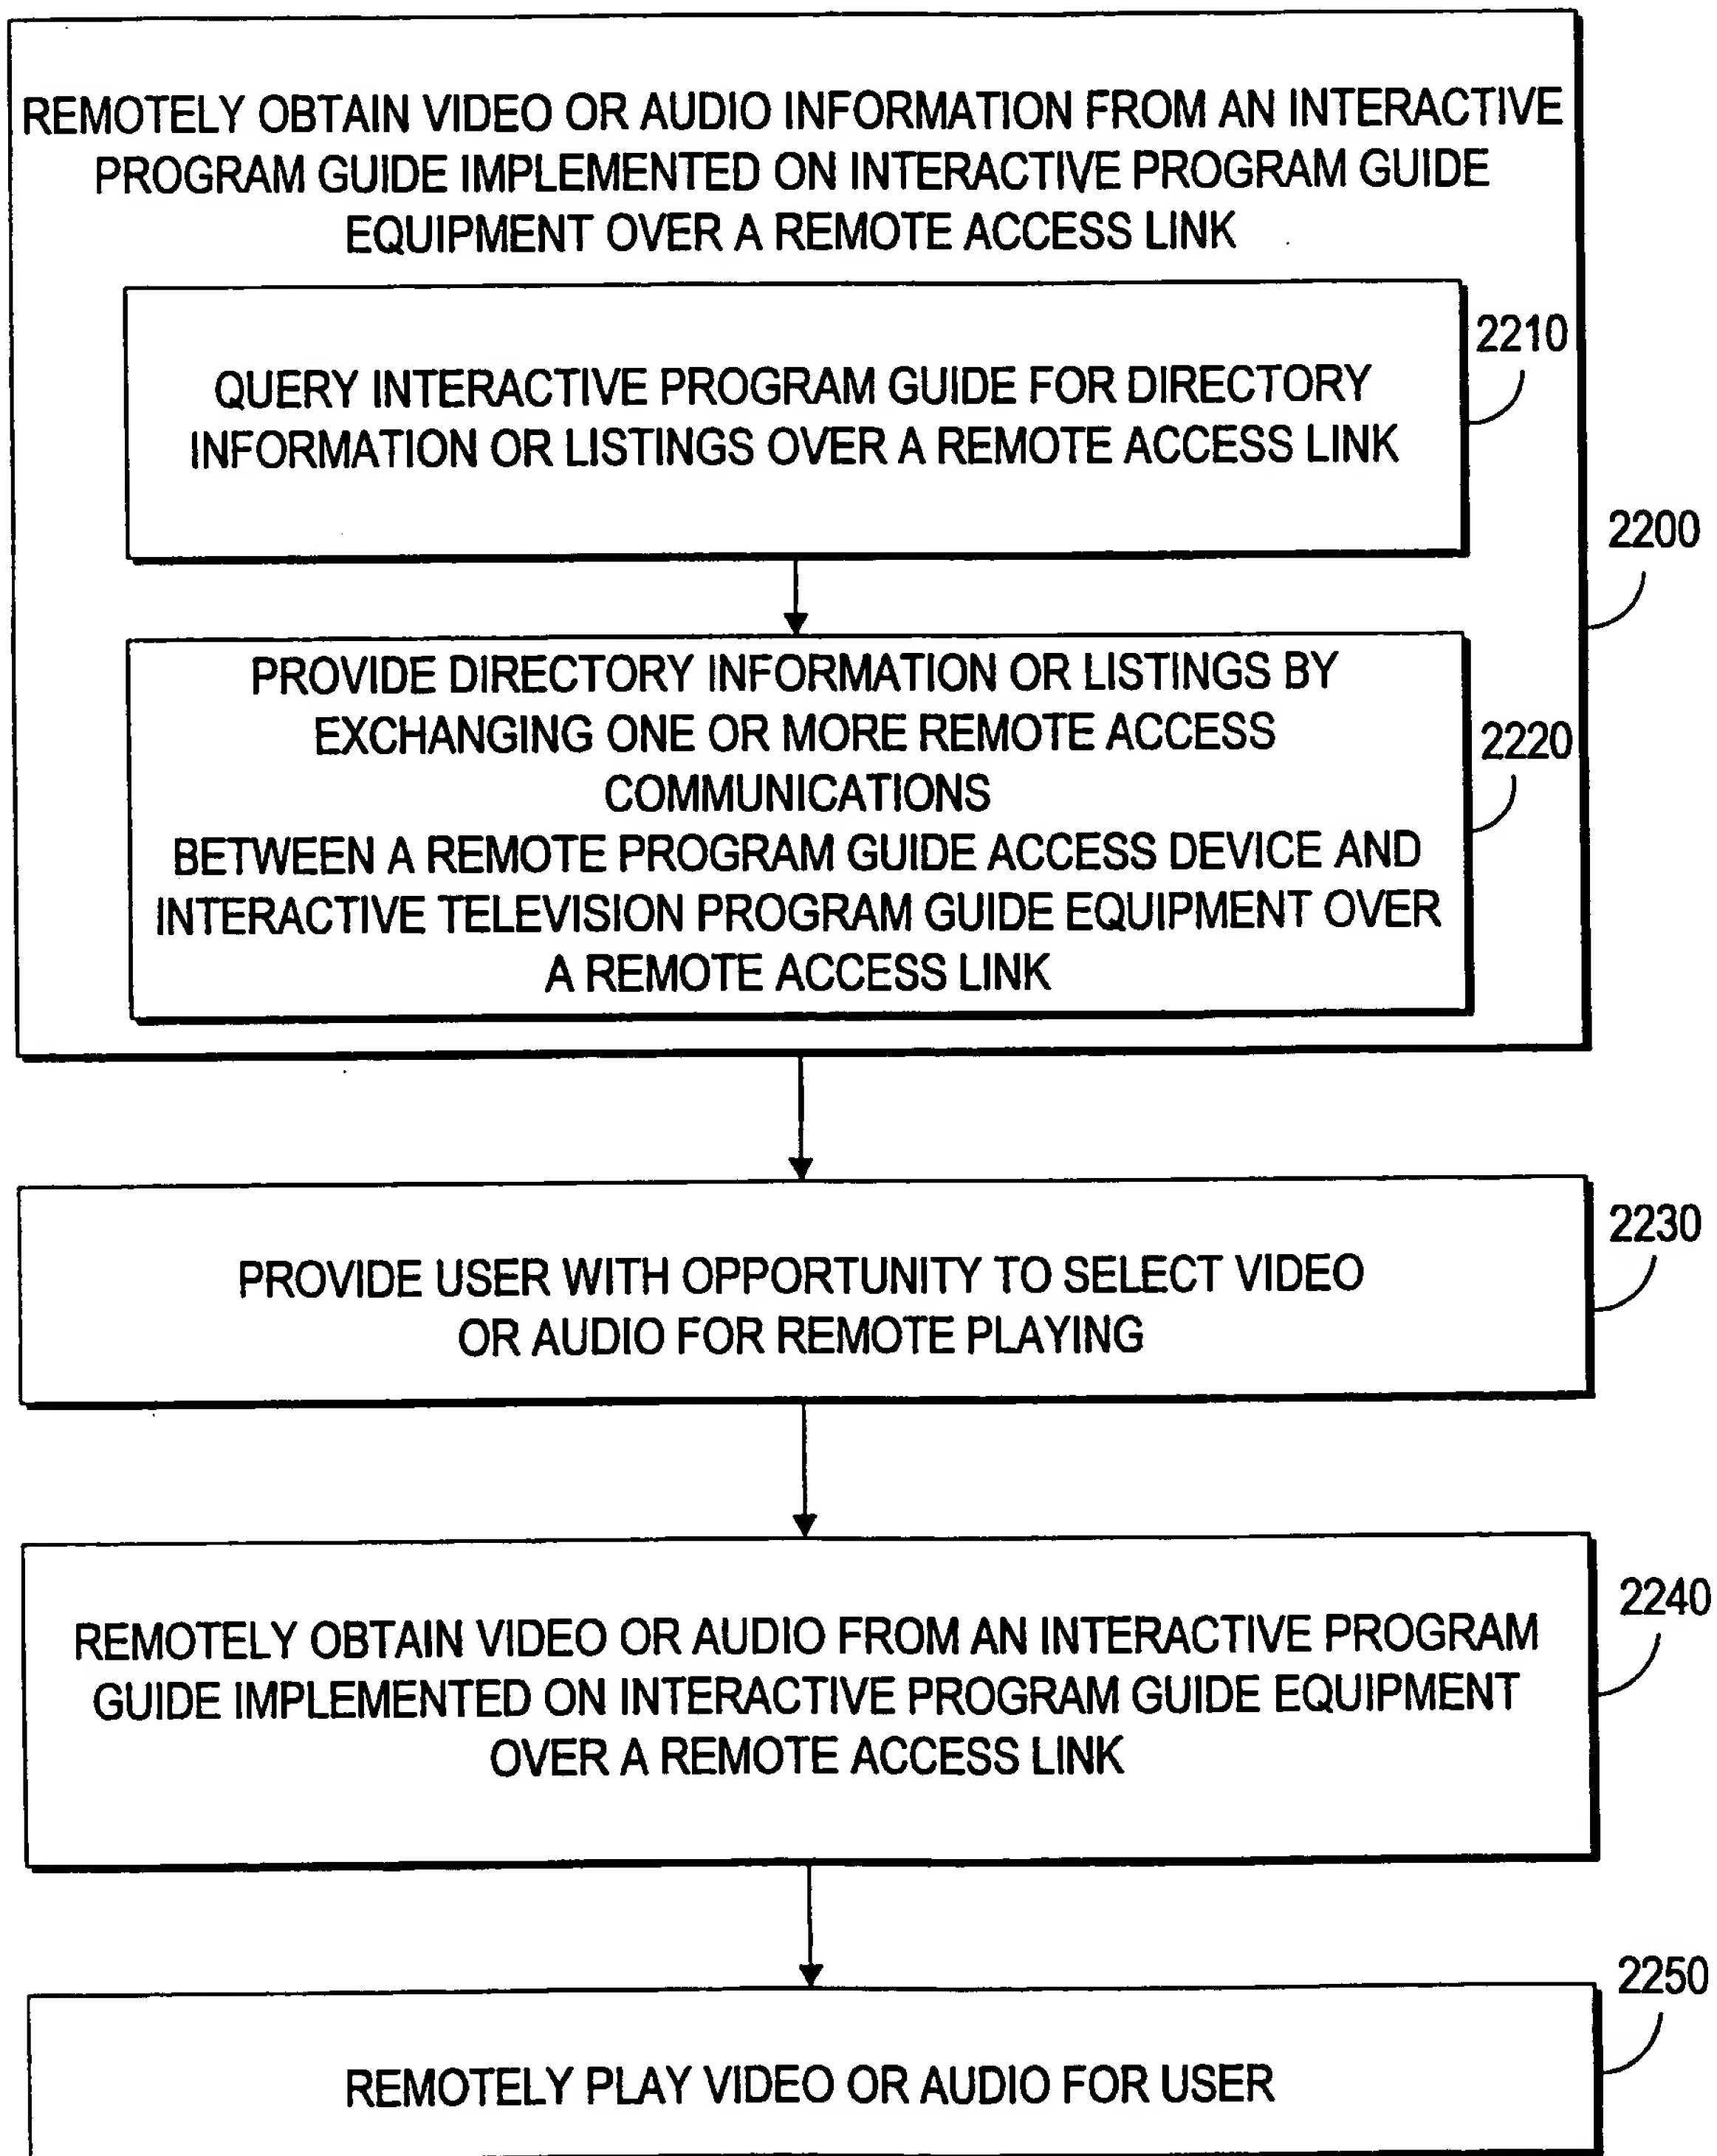 REMOTELY OBTAIN VIDEO OR AUDIO INFORMATION FROM AN INTERACTIVE
PROGRAM GUIDE IMPLEMENTED ON INTERACTIVE PROGRAM GUIDE
EQUIPMENT OVER A REMOTE ACCESS LINK
2210
QUERY INTERACTIVE PROGRAM GUIDE FOR DIRECTORY
INFORMATION OR LISTINGS OVER A REMOTE ACCESS LINK
2200
PROVIDE DIRECTORY INFORMATION OR LISTINGS BY
EXCHANGING ONE OR MORE REMOTE ACCESS
COMMUNICATIONS
BETWEEN A REMOTE PROGRAM GUIDE ACCESS DEVICE AND
INTERACTIVE TELEVISION PROGRAM GUIDE EQUIPMENT OVER
A REMOTE ACCESS LINK
2220
2230
PROVIDE USER WITH OPPORTUNITY TO SELECT VIDEO
OR AUDIO FOR REMOTE PLAYING
2240
REMOTELY OBTAIN VIDEO OR AUDIO FROM AN INTERACTIVE PROGRAM
GUIDE IMPLEMENTED ON INTERACTIVE PROGRAM GUIDE EQUIPMENT
OVER A REMOTE ACCESS LINK
2250
REMOTELY PLAY VIDEO OR AUDIO FOR USER